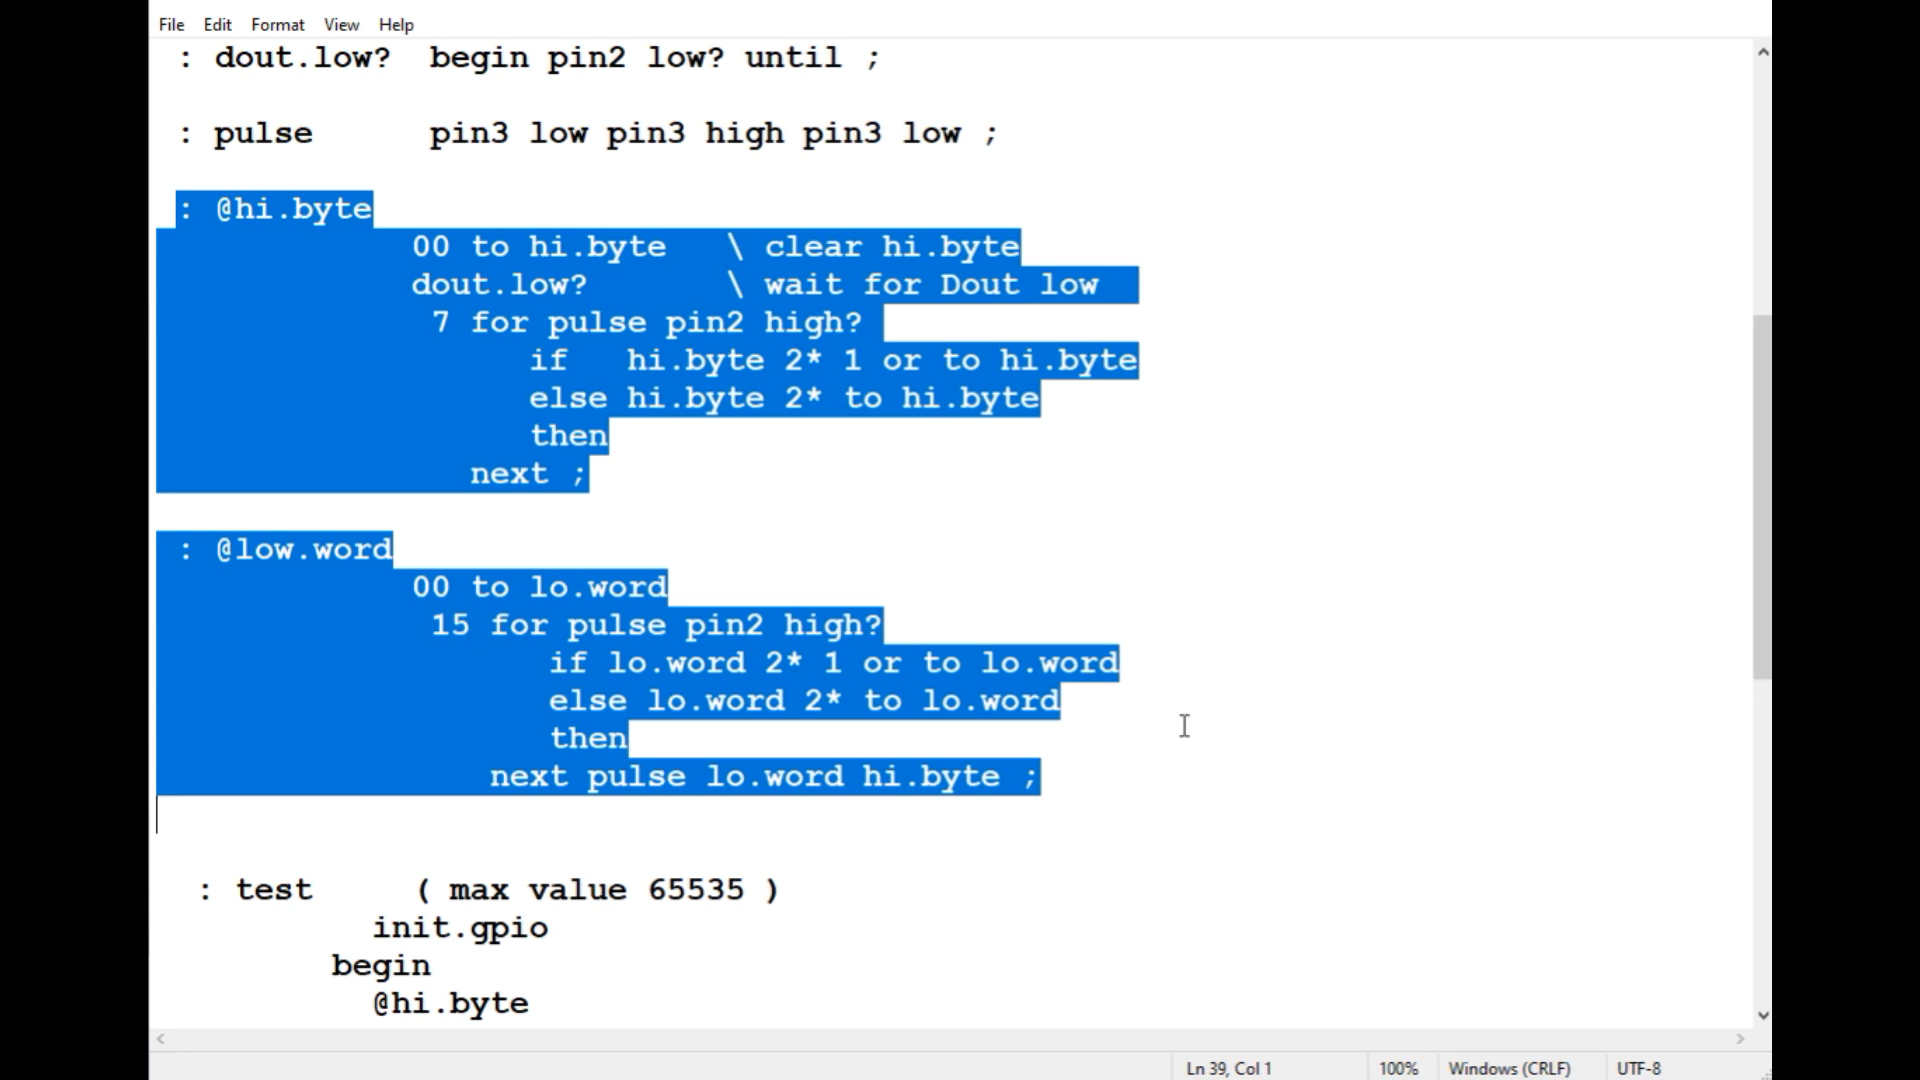 File Edit Format View Help
: dout.low? begin pin2 low? until ;
: pulse pin3 low pin3 high pin3 low ;
: @hi.byte
00 to hi.byte \ clear hi.byte
dout.low? \ wait for Dout low
7 for pulse pin2 high?
if hi.byte 2* 1 or to hi.byte
else hi.byte 2* to hi.byte
then
next ;
: @low.word
00 to lo.word
15 for pulse pin2 high?
if lo.word 2* 1 or to lo.word
else lo.word 2* to lo.word
then
next pulse lo.word hi.byte ;
: test ( max value 65535 )
init.gpio
begin
@hi.byte
Ln 39, Col 1 100% Windows (CRLF) UTF-8